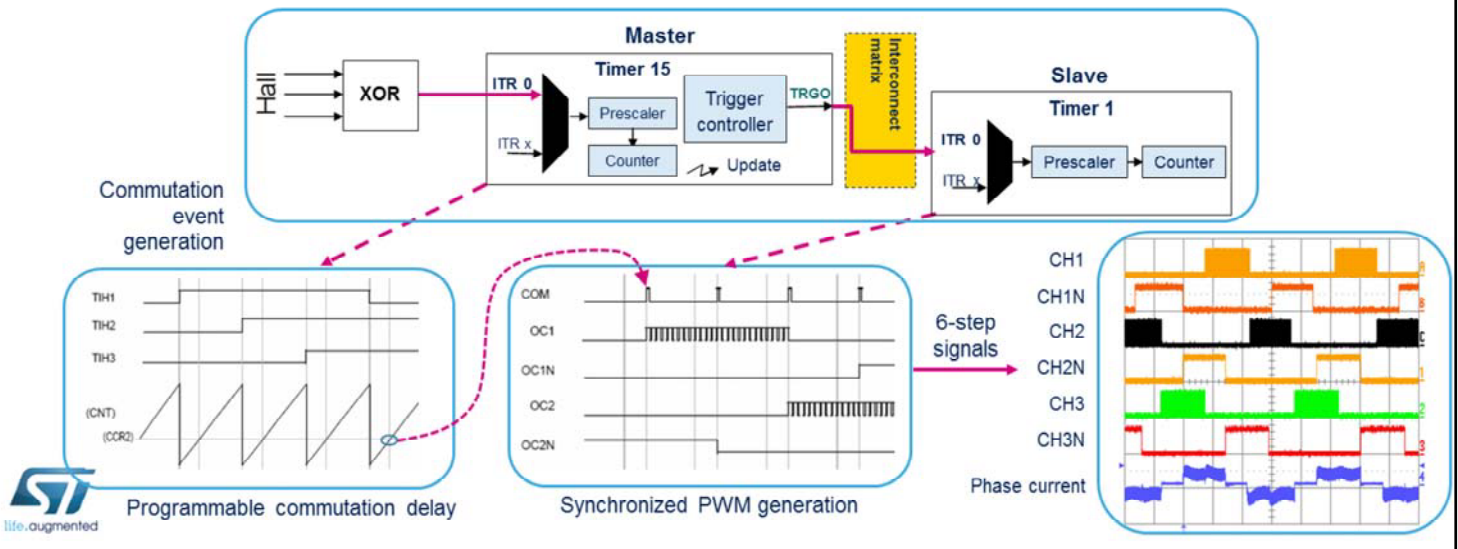 Master
Slave
Hall
XOR
ITR 0
Timer 15
Prescaler
Counter
ITR x
Trigger
controller
TRGO
Update
Interconnect
matrix
Timer 1
ITR 0
ITR x
Prescaler
Counter
Commutation
event
generation
TIH1
TIH2
TIH3
(CNT)
(CCR2)
Programmable commutation delay
COM
OC1
OC1N
OC2
OC2N
Synchronized PWM generation
6-step
signals
CH1
CH1N
CH2
CH2N
CH3
CH3N
Phase current
life.augmented